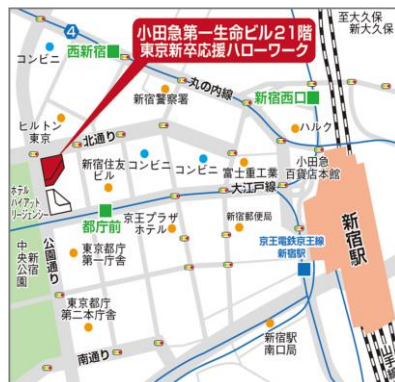 小田急第一生命ビル21階
東京新卒応援ハローワーク
至大久保
新大久保
4
コンビニ
西新宿
丸の内線
新宿警察署
新宿西口
ヒルトン
東京
北通り
ハルク
新宿住友
ビル
コンビニ
コンビニ
富士重工業
小田急
百貨店本館
大江戸線
ホテル
ハイアット
リージェンシー
都庁前
京王プラザ
ホテル
新宿郵便局
新宿駅
京王電鉄京王線
新宿駅
新宿
中央公園
公園通り
東京都庁
第一庁舎
東京都庁
第二本庁舎
南通り
新宿駅
南口局
山手線